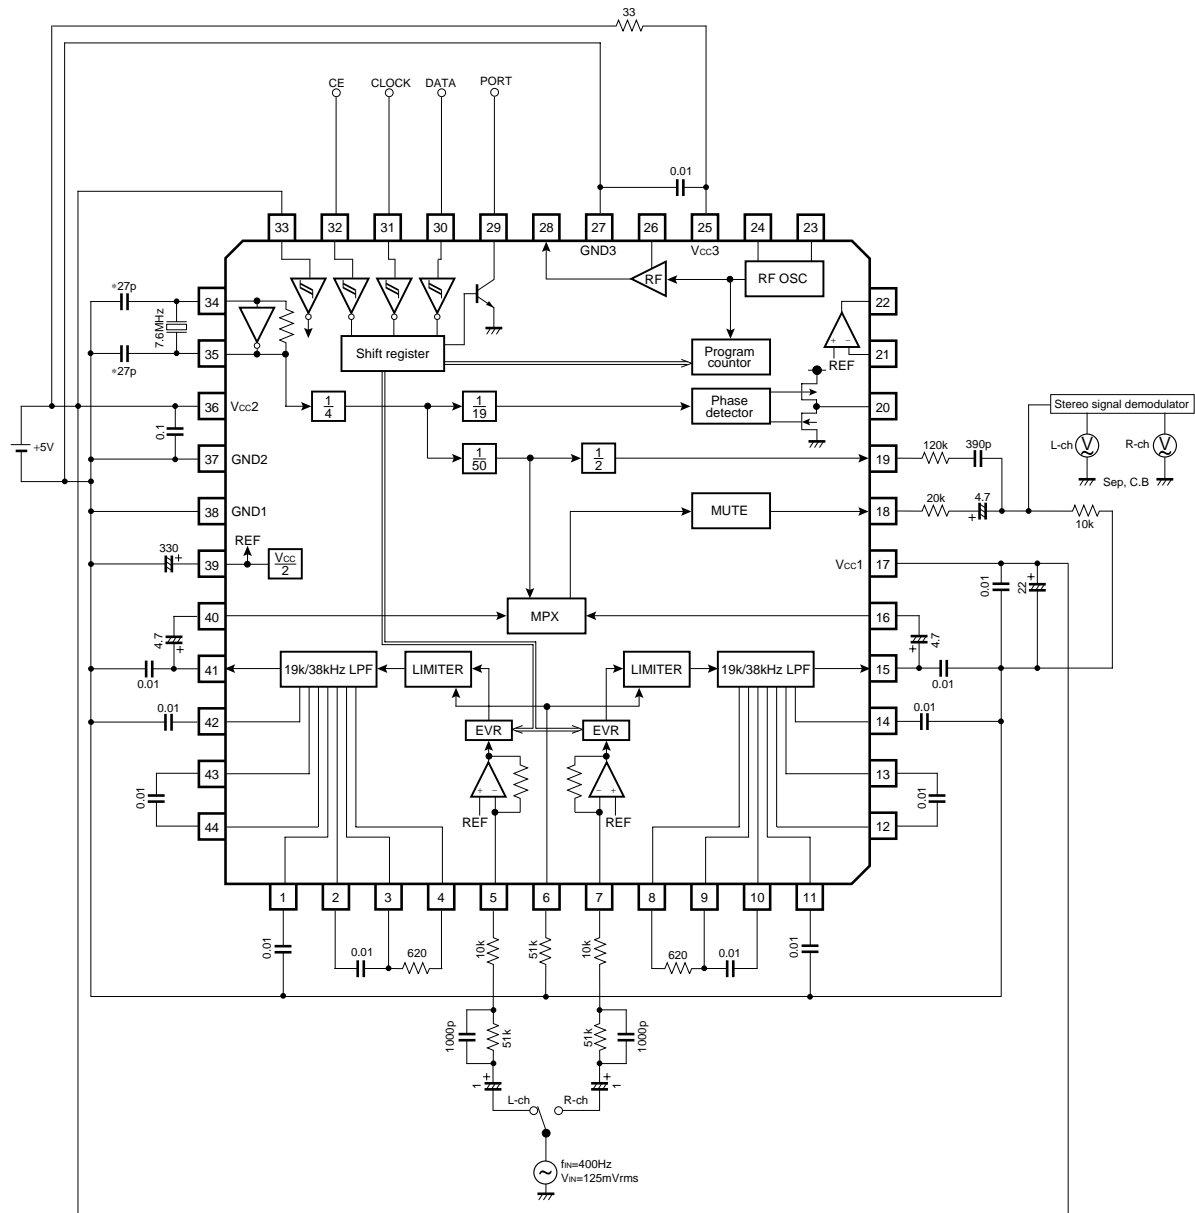 33
CE CLOCK DATA PORT
0.01
33 32 31 30 29 28 27 26 25 24 23
GND3 Vcc3
RF RF OSC
*27p 34
7.6MHz
22
Shift register
Program
countor
+ −
REF
21
35
*27p
36 Vcc2
1
4
1
19
Phase
detector
20
Stereo signal demodulator
0.1
+5V
37 GND2
1
50
1
2
19 120k 390p
L-ch V R-ch V
Sep, C.B
38 GND1
MUTE
18 20k 4.7
+
10k
REF
330
+
39
Vcc
2
Vcc1 17
0.01
22
+
40
MPX
16
4.7
+
4.7
+
0.01
41
19k/38kHz LPF LIMITER LIMITER 19k/38kHz LPF
15
0.01
0.01
42
EVR EVR
14
0.01
43
+ − − +
13
0.01
0.01
44
REF REF
12
1 2 3 4 5 6 7 8 9 10 11
0.01
0.01
620
10k
51k
10k
620
0.01
0.01
1000p
51k
51k
1000p
1 +
+ 1
L-ch R-ch
fIN=400Hz
VIN=125mVrms